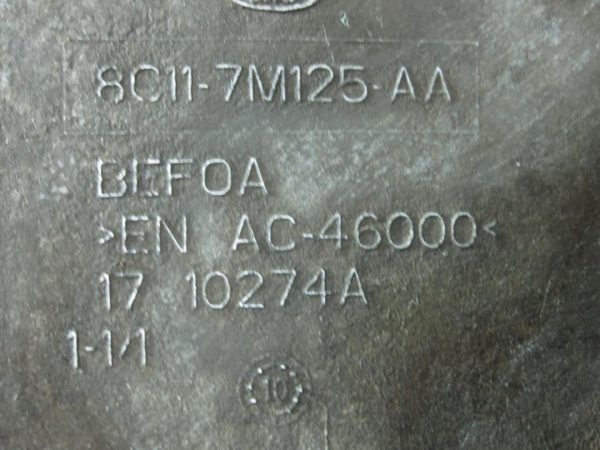 8C11-7M125-AA
BEFOA
>EN AC-46000<
17 10274A
1-1/1
10